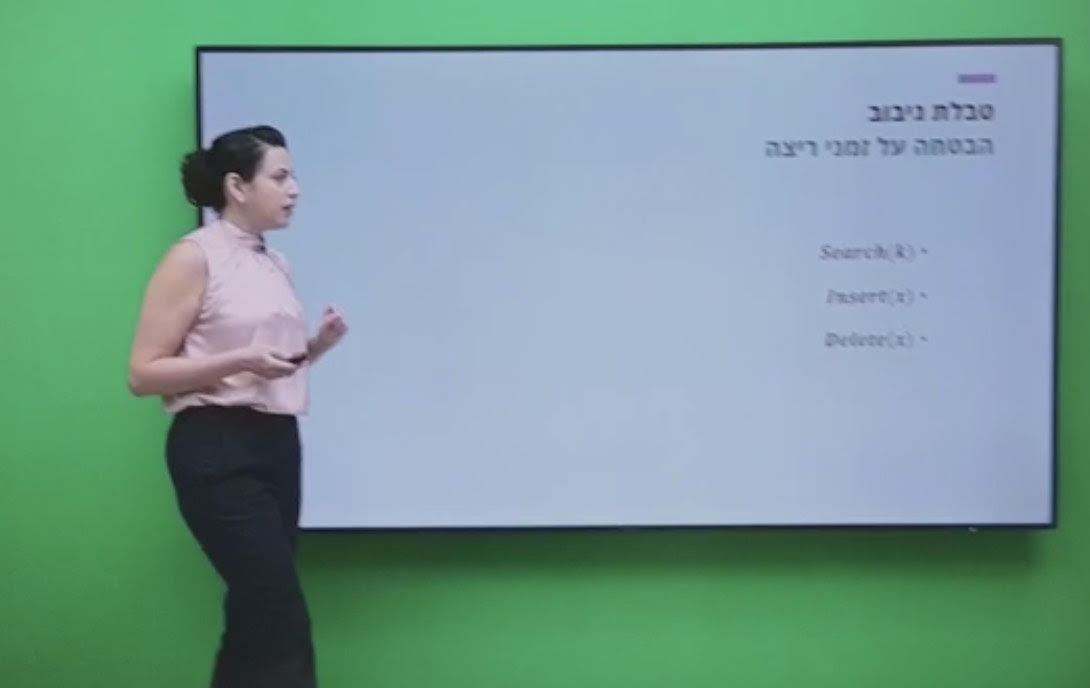 טבלת גיבוב
הבטחה על זמני ריצה
• Search(k)
• Insert(x)
• Delete(x)